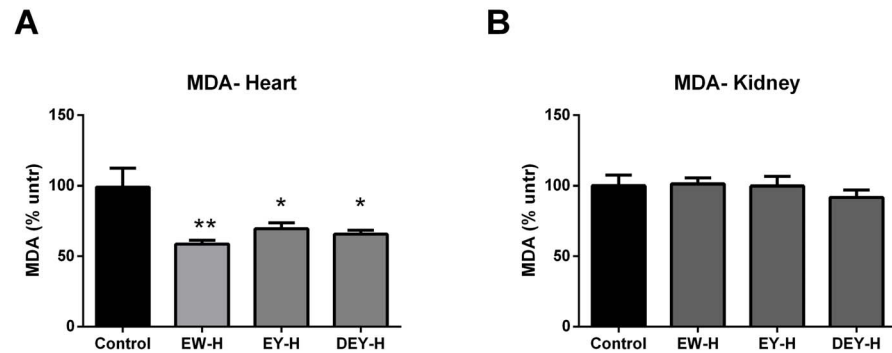 A
MDA- Heart
MDA (% untr)
150
100
50
0
**
*
*
Control EW-H EY-H DEY-H
B
MDA- Kidney
MDA (% untr)
150
100
50
0
Control EW-H EY-H DEY-H